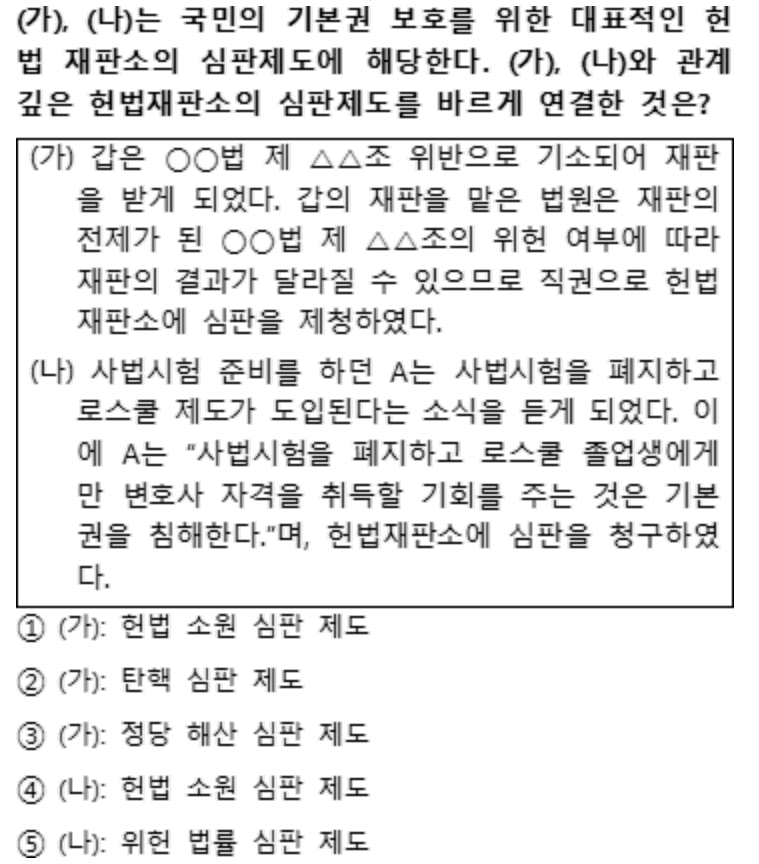 (가), (나)는 국민의 기본권 보호를 위한 대표적인 헌
법 재판소의 심판제도에 해당한다. (가), (나)와 관계
깊은 헌법재판소의 심판제도를 바르게 연결한 것은?
(가) 갑은 ○○법 제 △△조 위반으로 기소되어 재판
을 받게 되었다. 갑의 재판을 맡은 법원은 재판의
전제가 된 ○○법 제 △△조의 위헌 여부에 따라
재판의 결과가 달라질 수 있으므로 직권으로 헌법
재판소에 심판을 제청하였다.
(나) 사법시험 준비를 하던 A는 사법시험을 폐지하고
로스쿨 제도가 도입된다는 소식을 듣게 되었다. 이
에 A는 “사법시험을 폐지하고 로스쿨 졸업생에게
만 변호사 자격을 취득할 기회를 주는 것은 기본
권을 침해한다.”며, 헌법재판소에 심판을 청구하였
다.
① (가): 헌법 소원 심판 제도
② (가): 탄핵 심판 제도
③ (가): 정당 해산 심판 제도
④ (나): 헌법 소원 심판 제도
⑤ (나): 위헌 법률 심판 제도